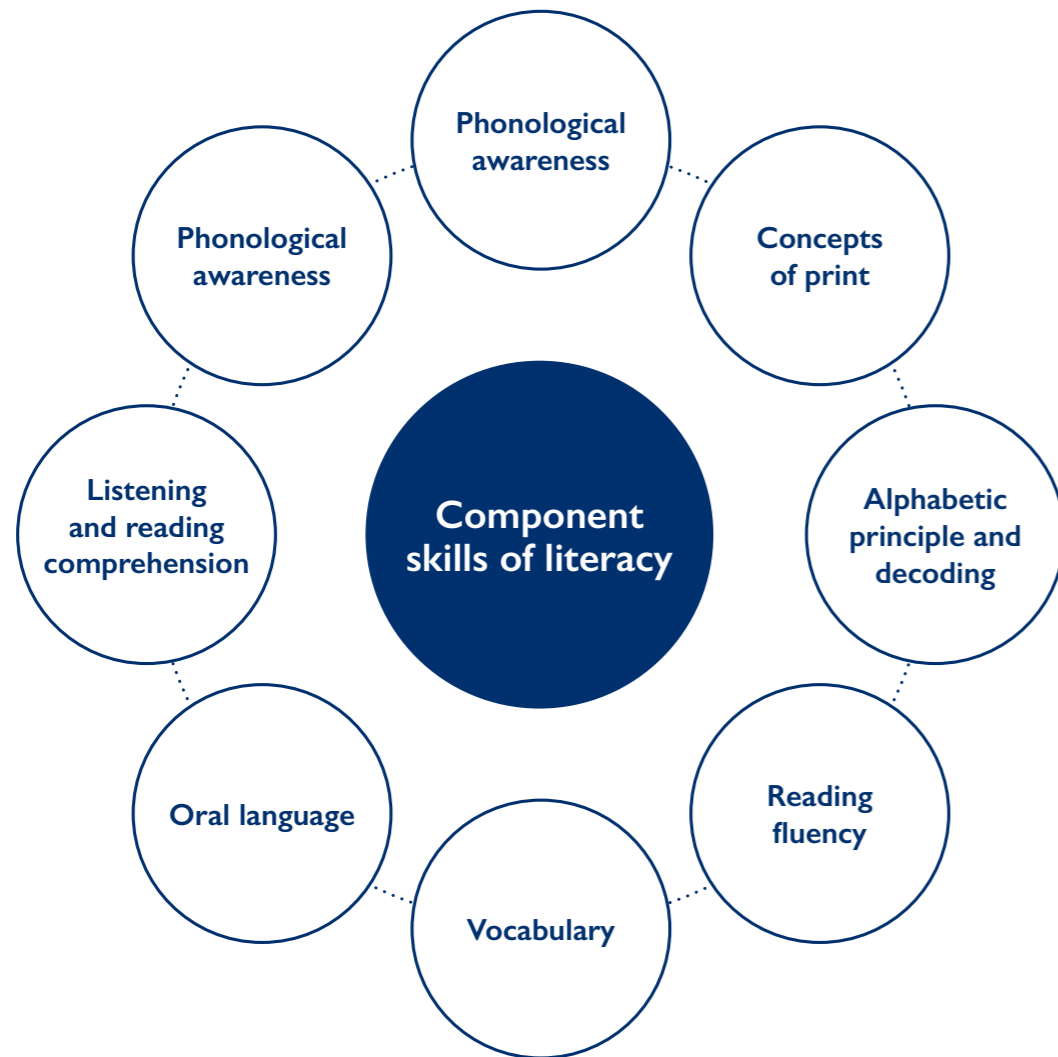 Phonological
awareness
Concepts
of print
Alphabetic
principle and
decoding
Reading
fluency
Vocabulary
Oral language
Listening
and reading
comprehension
Phonological
awareness
Component
skills of literacy